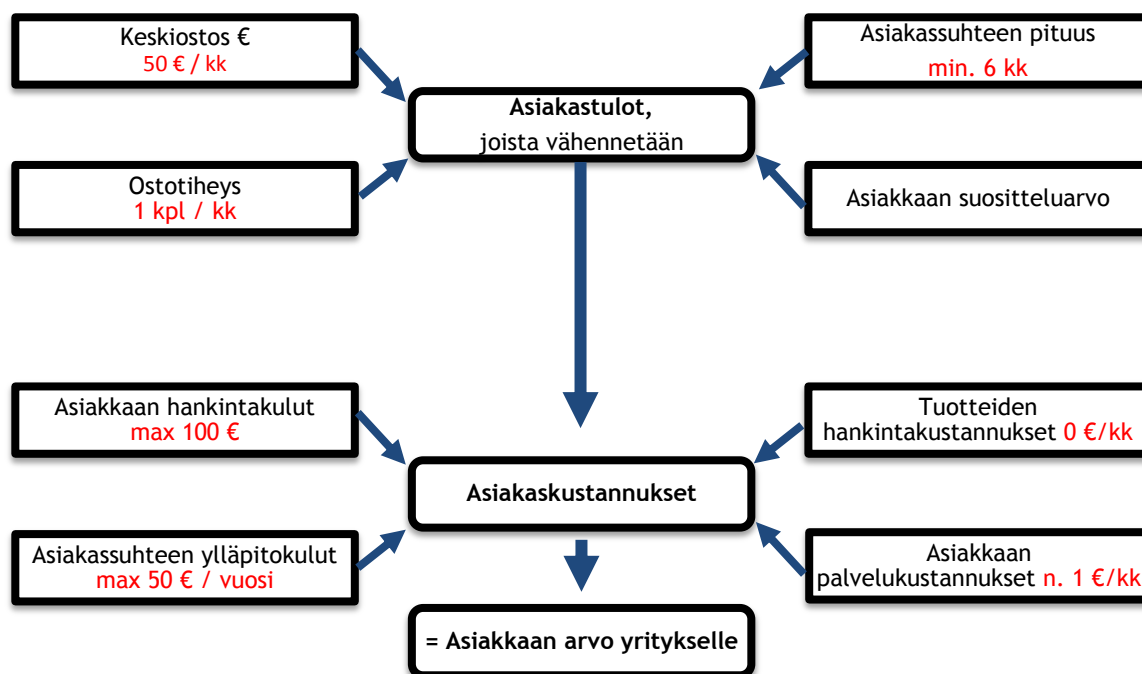 Keskiostos €
50 € / kk
Asiakassuhteen pituus
min. 6 kk
Asiakastulot,
joista vähennetään
Ostotiheys
1 kpl / kk
Asiakkaan suositteluarvo
Asiakkaan hankintakulut
max 100 €
Tuotteiden
hankintakustannukset 0 €/kk
Asiakaskustannukset
Asiakassuhteen ylläpitokulut
max 50 € / vuosi
Asiakkaan
palvelukustannukset n. 1 €/kk
= Asiakkaan arvo yritykselle